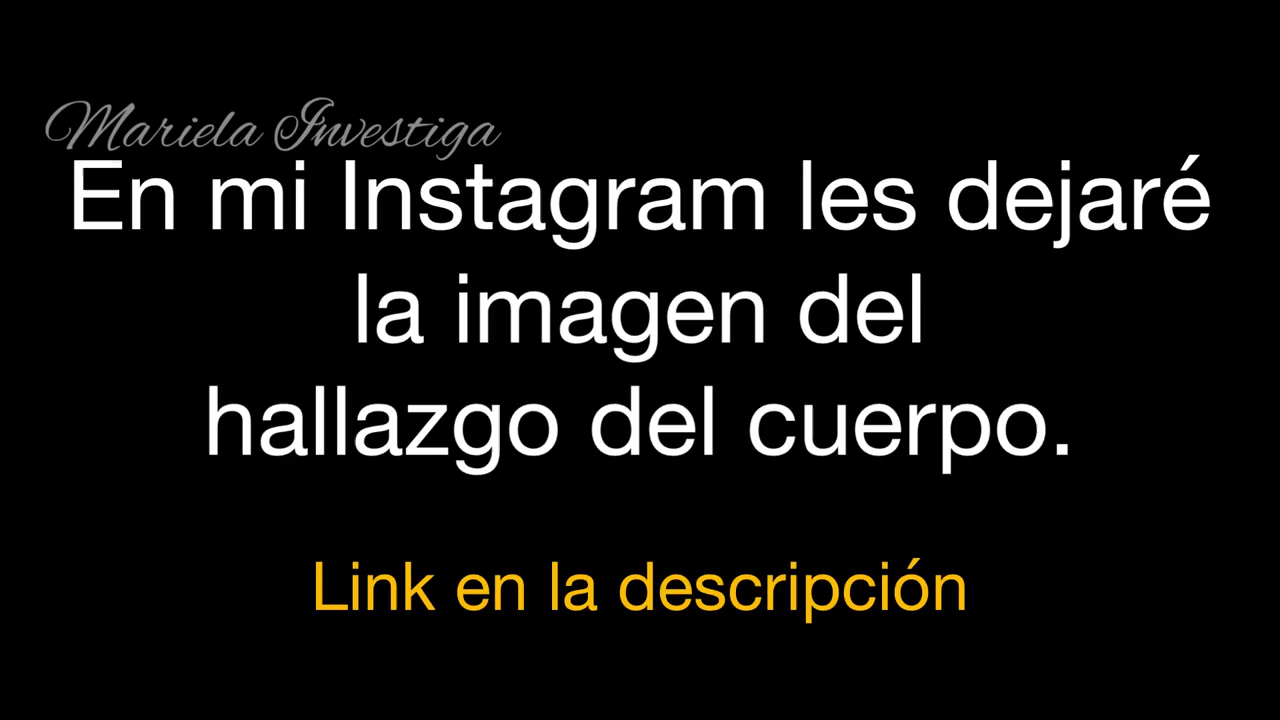 Mariela Investiga
En mi Instagram les dejaré
la imagen del
hallazgo del cuerpo.
Link en la descripción